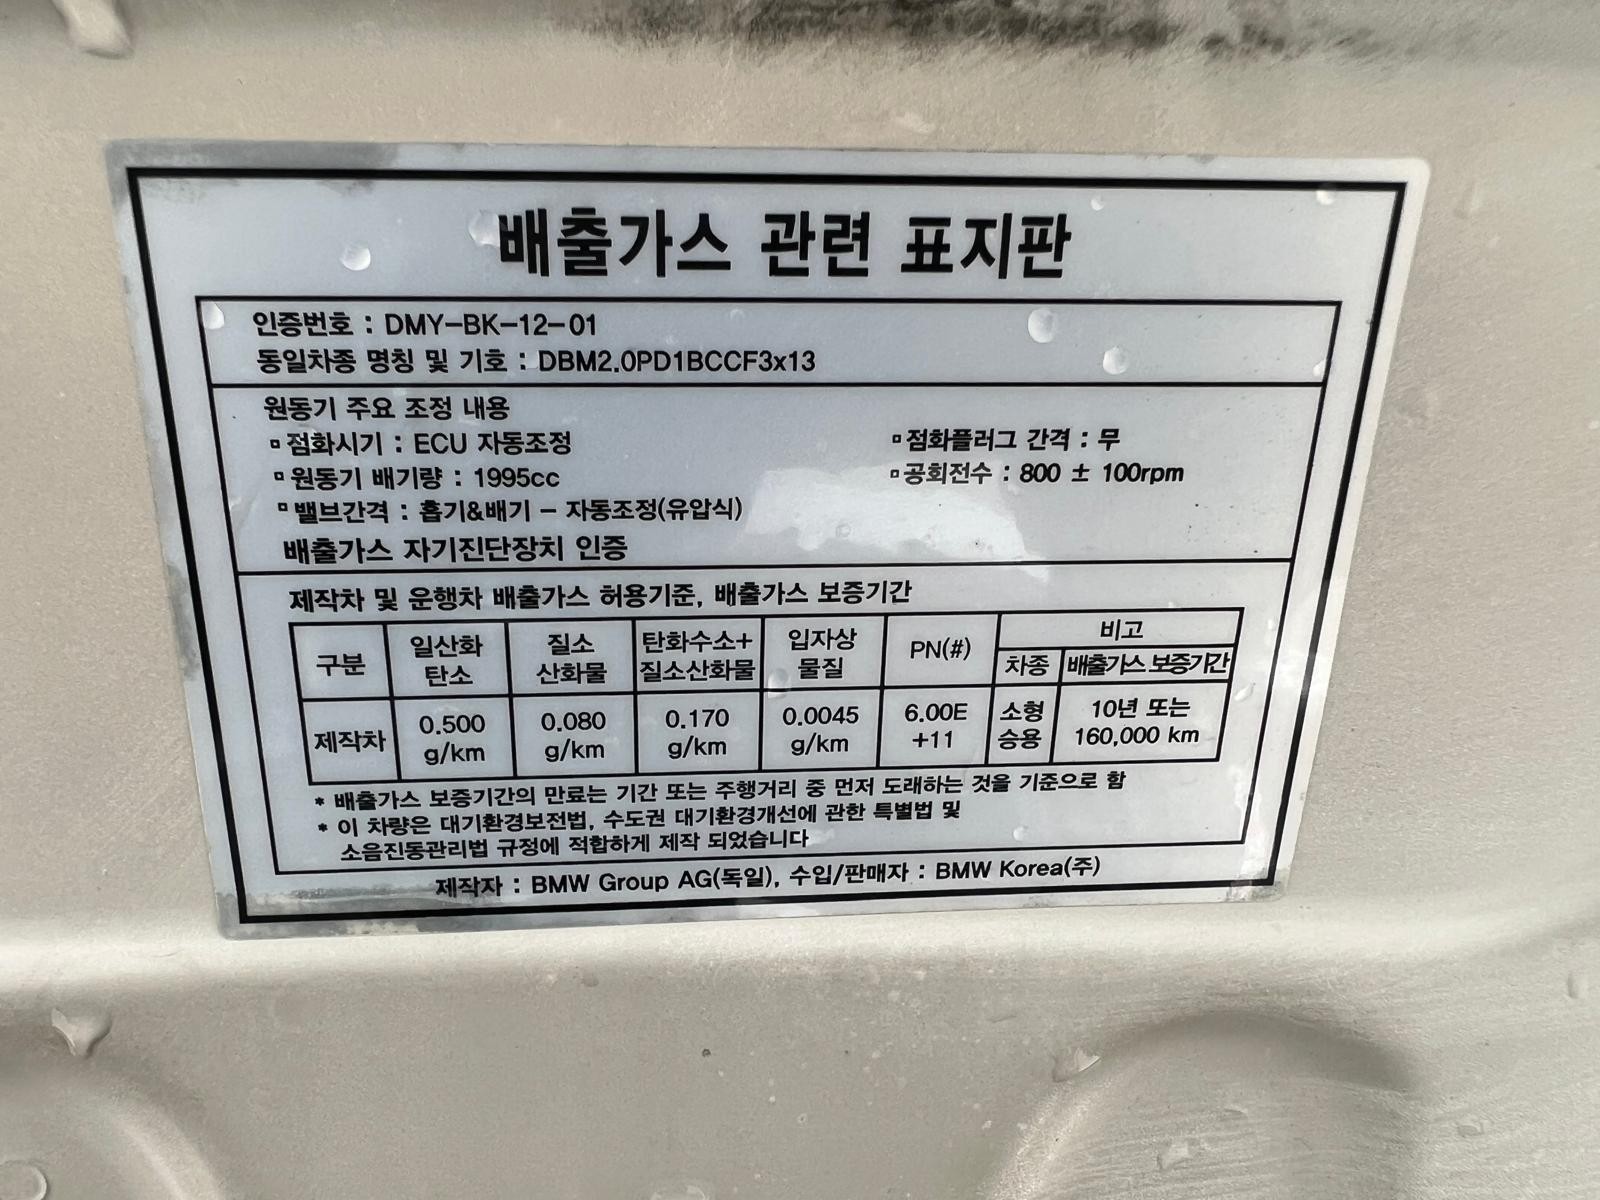 배출가스 관련 표지판
인증번호 : DMY-BK-12-01
동일차종 명칭 및 기호 : DBM2.0PD1BCCF3x13
원동기 주요 조정 내용
▫점화시기 : ECU 자동조정 ▫점화플러그 간격 : 무
▫원동기 배기량 : 1995cc ▫공회전수 : 800 ± 100rpm
▫밸브간격 : 흡기&배기 - 자동조정(유압식)
배출가스 자기진단장치 인증
제작차 및 운행차 배출가스 허용기준, 배출가스 보증기간
구분 일산화 탄소 질소 산화물 탄화수소+ 질소산화물 입자상 물질 PN(#) 비고
차종 배출가스 보증기간
제작차 0.500 g/km 0.080 g/km 0.170 g/km 0.0045 g/km 6.00E +11 소형 승용 10년 또는 160,000 km
* 배출가스 보증기간의 만료는 기간 또는 주행거리 중 먼저 도래하는 것을 기준으로 함
* 이 차량은 대기환경보전법, 수도권 대기환경개선에 관한 특별법 및
소음진동관리법 규정에 적합하게 제작 되었습니다
제작자 : BMW Group AG(독일), 수입/판매자 : BMW Korea(주)